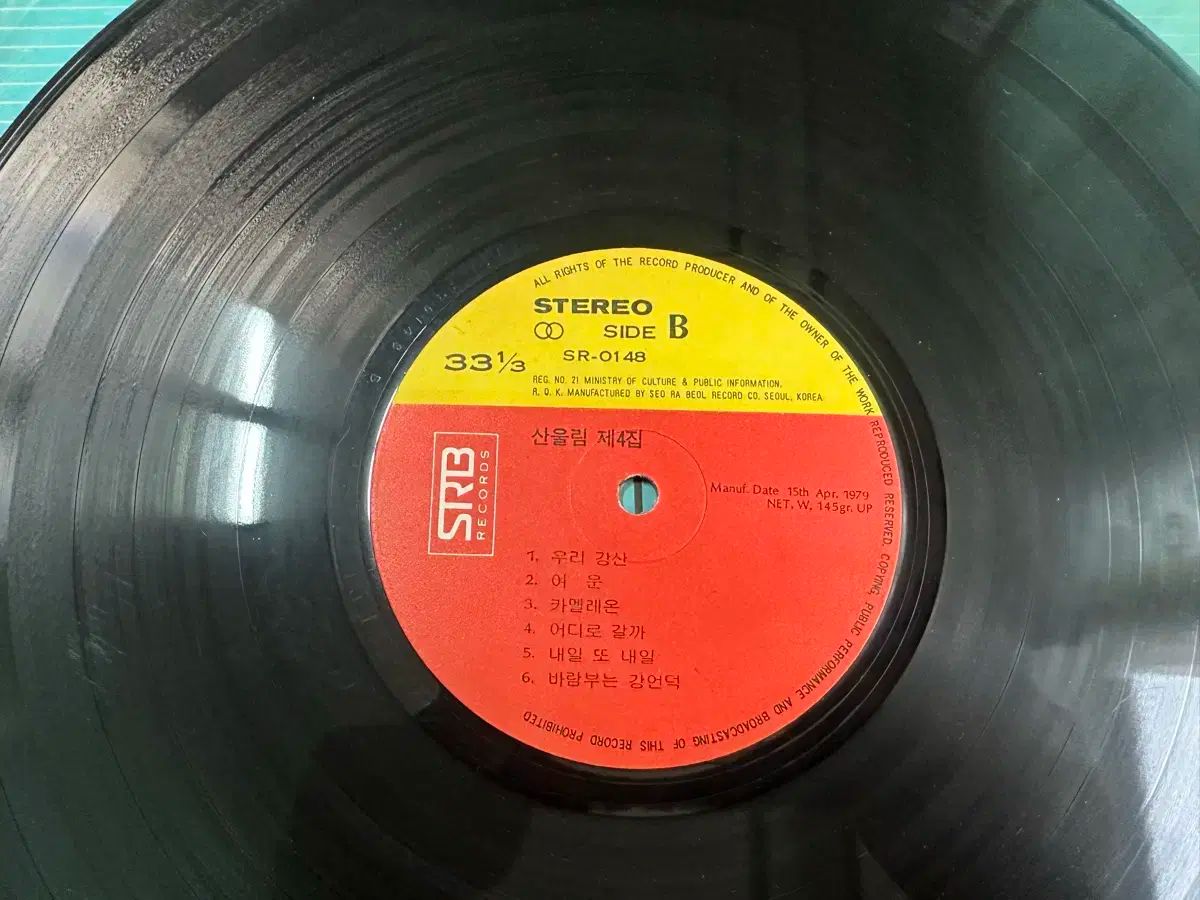 ALL RIGHTS OF THE RECORD PRODUCER AND OF THE OWNER OF THE WORK REPRODUCED RESERVED. COPYING, PUBLIC PERFORMANCE AND BROADCASTING OF THIS RECORD PROHIBITED
STEREO
SIDE B
33 1/3
SR-0148
REG. NO. 21 MINISTRY OF CULTURE & PUBLIC INFORMATION.
R. O. K. MANUFACTURED BY SEO RA BEOL RECORD CO. SEOUL, KOREA
산울림 제4집
SRB
RECORDS
Manuf. Date 15th Apr. 1979
NET. W. 145gr. UP
1. 우리 강산
2. 여 운
3. 카멜레온
4. 어디로 갈까
5. 내일 또 내일
6. 바람부는 강언덕